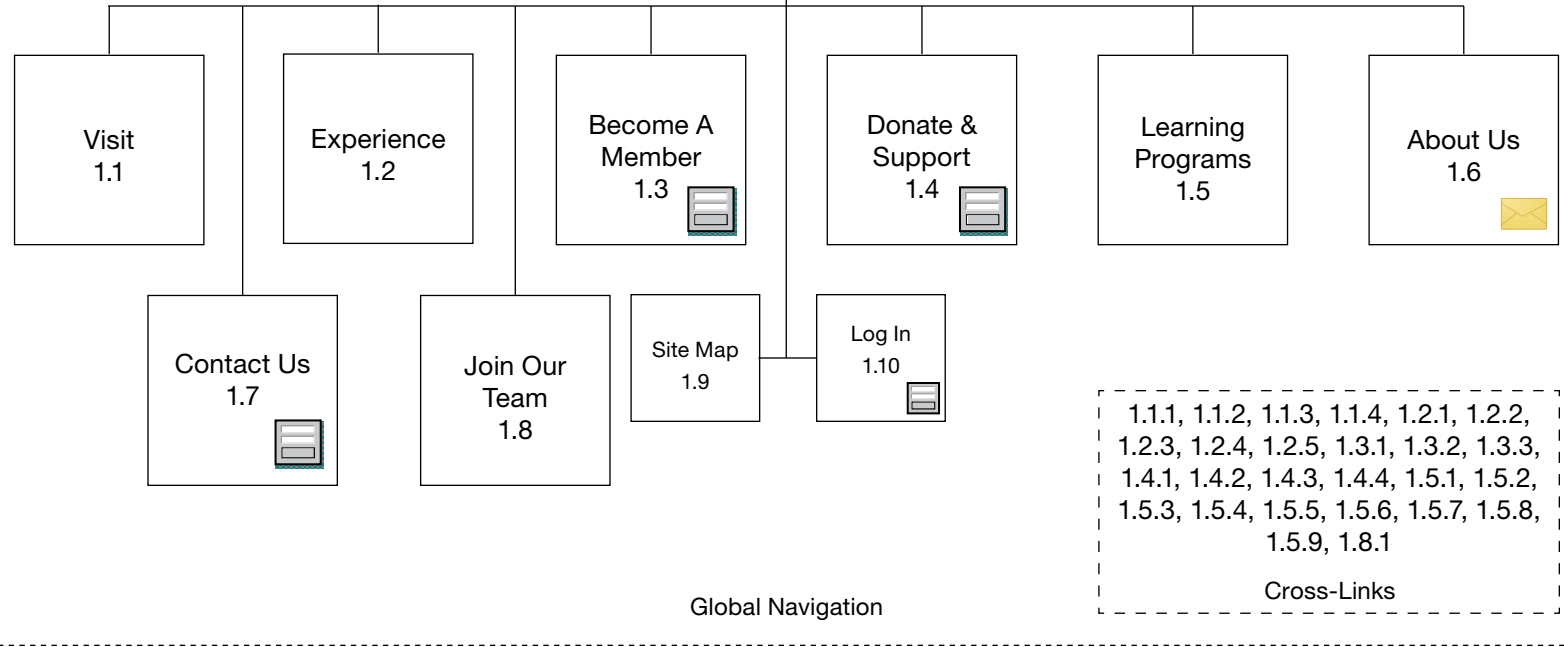 Visit
1.1
Experience
1.2
Become A
Member
1.3
Donate &
Support
1.4
Learning
Programs
1.5
About Us
1.6
Contact Us
1.7
Join Our
Team
1.8
Site Map
1.9
Log In
1.10
1.1.1, 1.1.2, 1.1.3, 1.1.4, 1.2.1, 1.2.2,
1.2.3, 1.2.4, 1.2.5, 1.3.1, 1.3.2, 1.3.3,
1.4.1, 1.4.2, 1.4.3, 1.4.4, 1.5.1, 1.5.2,
1.5.3, 1.5.4, 1.5.5, 1.5.6, 1.5.7, 1.5.8,
1.5.9, 1.8.1
Cross-Links
Global Navigation